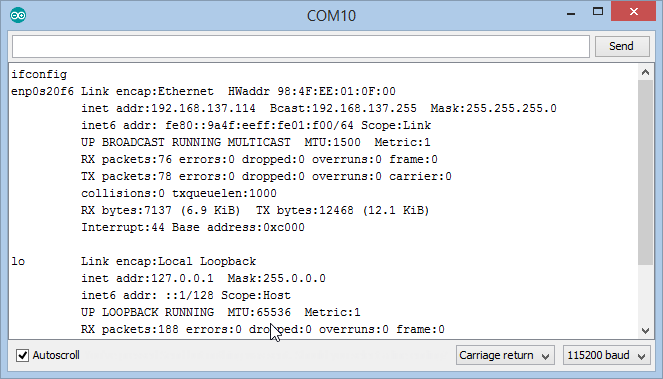 COM10
Send
ifconfig
enp0s20f6 Link encap:Ethernet  HWaddr 98:4F:EE:01:0F:00
inet addr:192.168.137.114  Bcast:192.168.137.255  Mask:255.255.255.0
inet6 addr: fe80::9a4f:eeff:fe01:f00/64 Scope:Link
UP BROADCAST RUNNING MULTICAST  MTU:1500  Metric:1
RX packets:76 errors:0 dropped:0 overruns:0 frame:0
TX packets:78 errors:0 dropped:0 overruns:0 carrier:0
collisions:0 txqueuelen:1000
RX bytes:7137 (6.9 KiB)  TX bytes:12468 (12.1 KiB)
Interrupt:44 Base address:0xc000
lo        Link encap:Local Loopback
inet addr:127.0.0.1  Mask:255.0.0.0
inet6 addr: ::1/128 Scope:Host
UP LOOPBACK RUNNING  MTU:65536  Metric:1
RX packets:188 errors:0 dropped:0 overruns:0 frame:0
Autoscroll
Carriage return
115200 baud